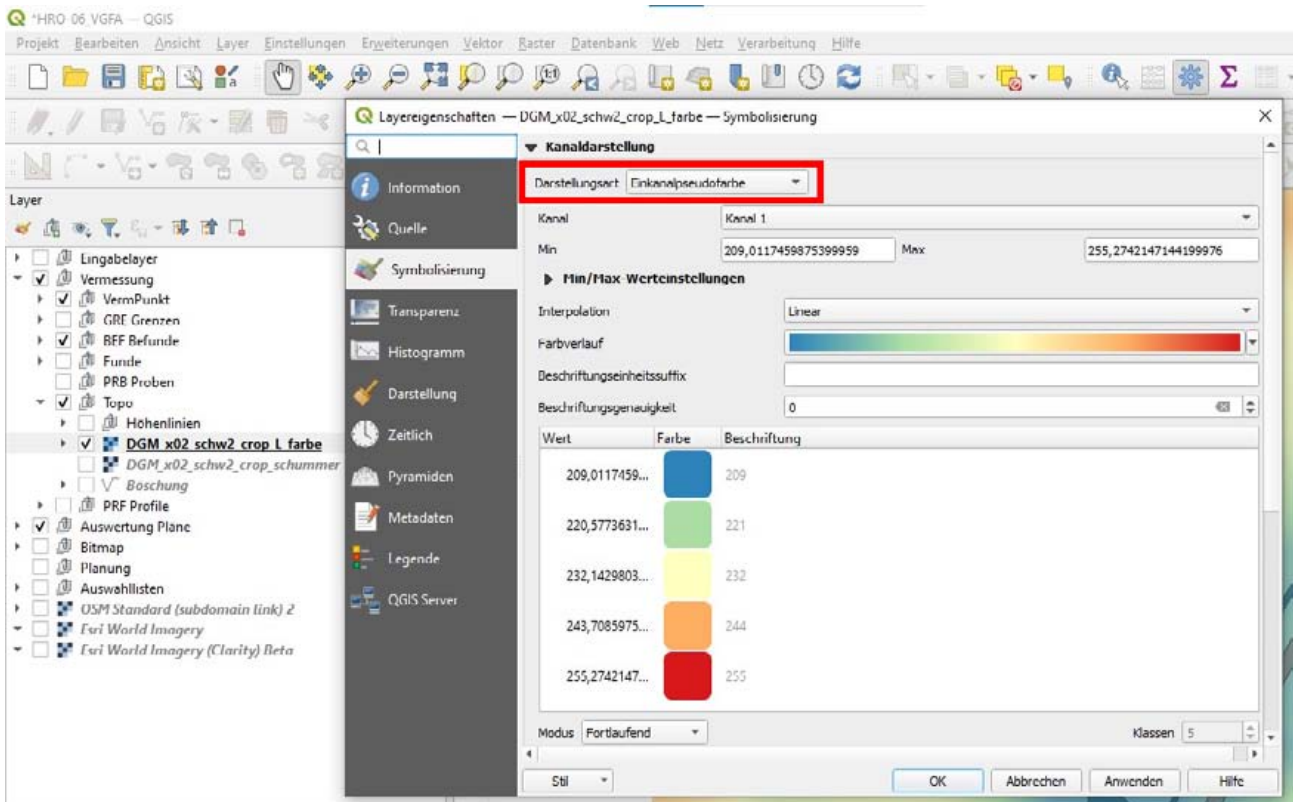 *HRO 06 VGFA — QGIS
Projekt Bearbeiten Ansicht Layer Einstellungen Erweiterungen Vektor Raster Datenbank Web Netz Verarbeitung Hilfe
Layereigenschaften — DGM_x02_schw2_crop_L_farbe — Symbolisierung
Layer
Eingabelayer
Vermessung
VermPunkt
GRE Grenzen
BEF Befunde
Funde
PRB Proben
Topo
Höhenlinien
DGM_x02_schw2_crop_L_farbe
DGM_x02_schw2_crop_schummer
Böschung
PRF Profile
Auswertung Pläne
Bitmap
Planung
Auswahllisten
OSM Standard (subdomain link) 2
Esri World Imagery
Esri World Imagery (Clarity) Beta
Information
Quelle
Symbolisierung
Transparenz
Histogramm
Darstellung
Zeitlich
Pyramiden
Metadaten
Legende
QGIS Server
Kanaldarstellung
Darstellungsart Einkanalpseudofarbe
Kanal Kanal 1
Min 209,0117459875399959 Max 255,2742147144199976
Min/Max-Werteinstellungen
Interpolation Linear
Farbverlauf
Beschriftungseinheitssuffix
Beschriftungsgenauigkeit 0
Wert Farbe Beschriftung
209,0117459... 209
220,5773631... 221
232,1429803... 232
243,7085975... 244
255,2742147... 255
Modus Fortlaufend Klassen 5
Stil OK Abbrechen Anwenden Hilfe